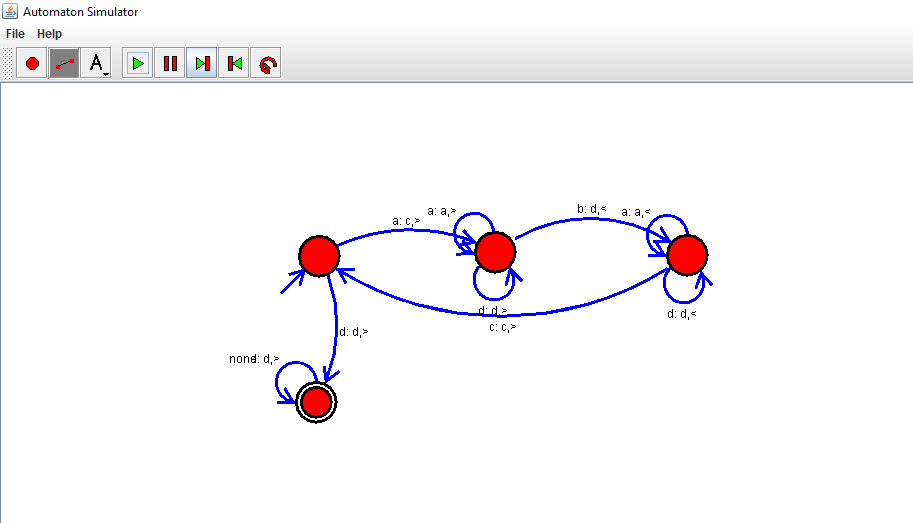 Automaton Simulator
File Help
A
b: d,<
a: a,>
a: a,<
a: c,>
d: d,>
d: d,<
c: c,>
d: d,>
none
d: d,>